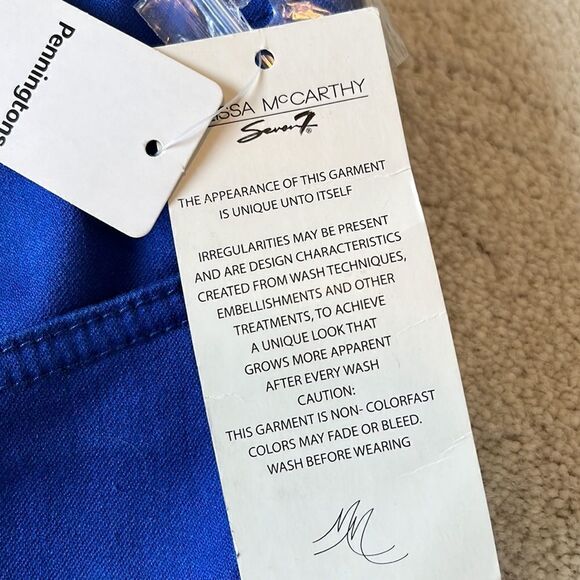 Penningtons
ISSA McCARTHY
Seven7®
THE APPEARANCE OF THIS GARMENT
IS UNIQUE UNTO ITSELF
IRREGULARITIES MAY BE PRESENT
AND ARE DESIGN CHARACTERISTICS
CREATED FROM WASH TECHNIQUES,
EMBELLISHMENTS AND OTHER
TREATMENTS, TO ACHIEVE
A UNIQUE LOOK THAT
GROWS MORE APPARENT
AFTER EVERY WASH
CAUTION:
THIS GARMENT IS NON- COLORFAST
COLORS MAY FADE OR BLEED.
WASH BEFORE WEARING
MM